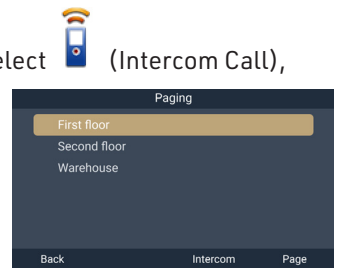 elect (Intercom Call),
Paging
First floor
Second floor
Warehouse
Back Intercom Page